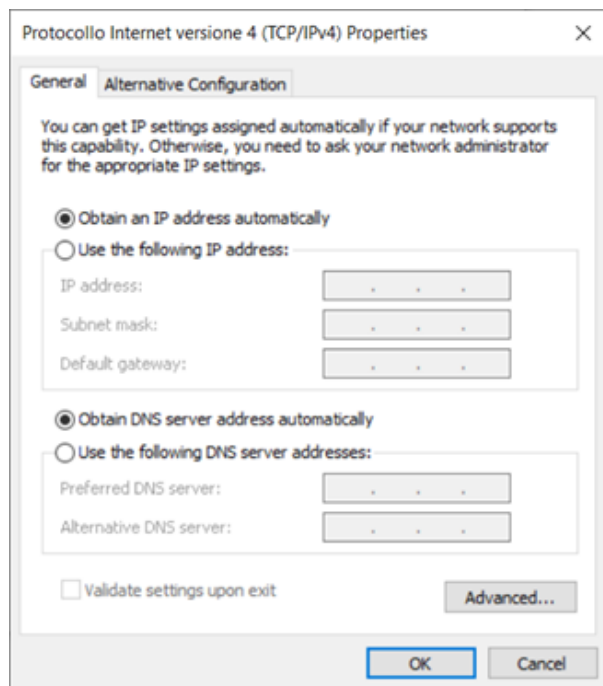 Protocollo Internet versione 4 (TCP/IPv4) Properties
General
Alternative Configuration
You can get IP settings assigned automatically if your network supports
this capability. Otherwise, you need to ask your network administrator
for the appropriate IP settings.
Obtain an IP address automatically
Use the following IP address:
IP address:
Subnet mask:
Default gateway:
Obtain DNS server address automatically
Use the following DNS server addresses:
Preferred DNS server:
Alternative DNS server:
Validate settings upon exit
Advanced...
OK
Cancel